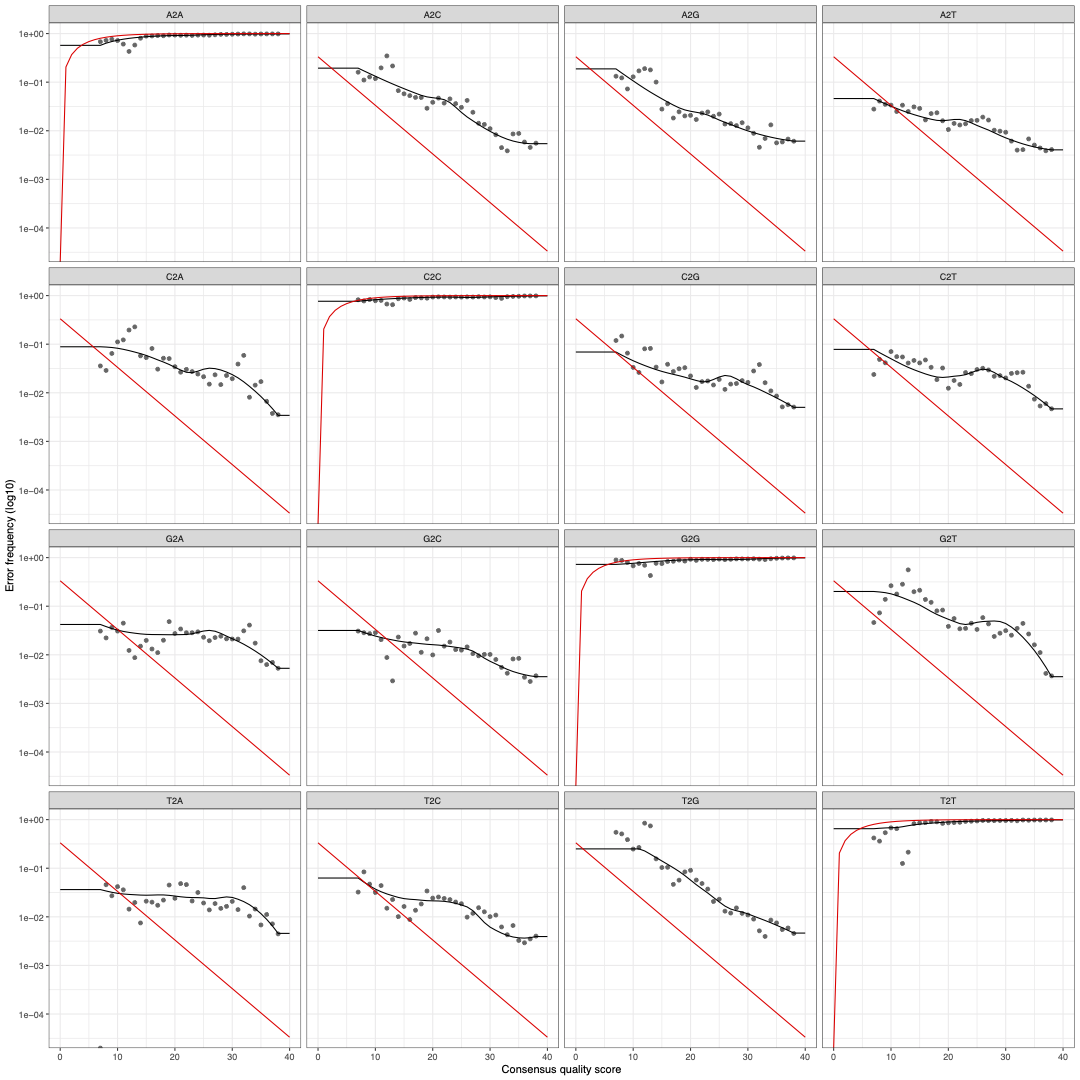 A2A A2C A2G A2T
1e+00
1e−01
1e−02
1e−03
1e−04
C2A C2C C2G C2T
1e+00
1e−01
1e−02
1e−03
1e−04
Error frequency (log10)
G2A G2C G2G G2T
1e+00
1e−01
1e−02
1e−03
1e−04
T2A T2C T2G T2T
1e+00
1e−01
1e−02
1e−03
1e−04
0 10 20 30 40 0 10 20 30 40 0 10 20 30 40 0 10 20 30 40
Consensus quality score